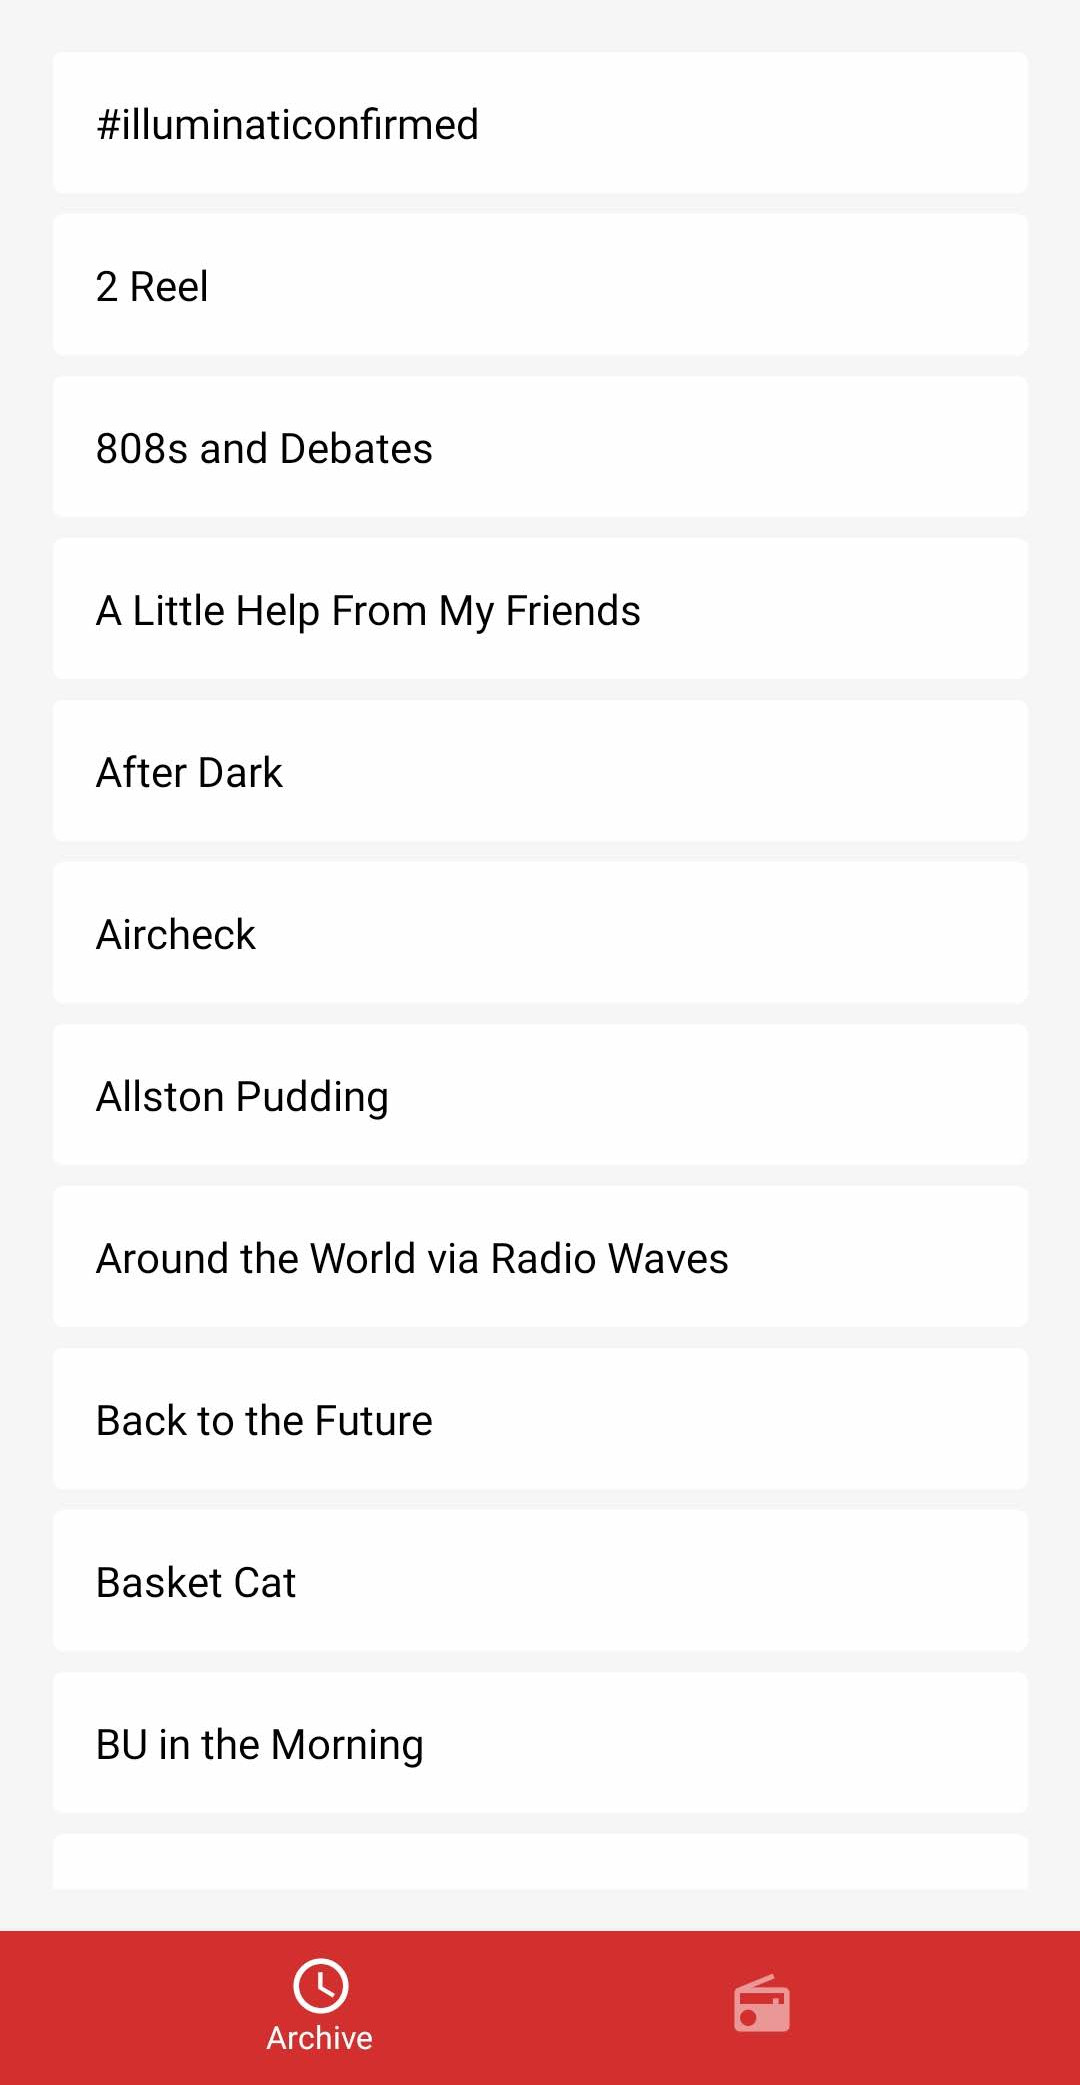 #illuminaticonfirmed
2 Reel
808s and Debates
A Little Help From My Friends
After Dark
Aircheck
Allston Pudding
Around the World via Radio Waves
Back to the Future
Basket Cat
BU in the Morning
Archive